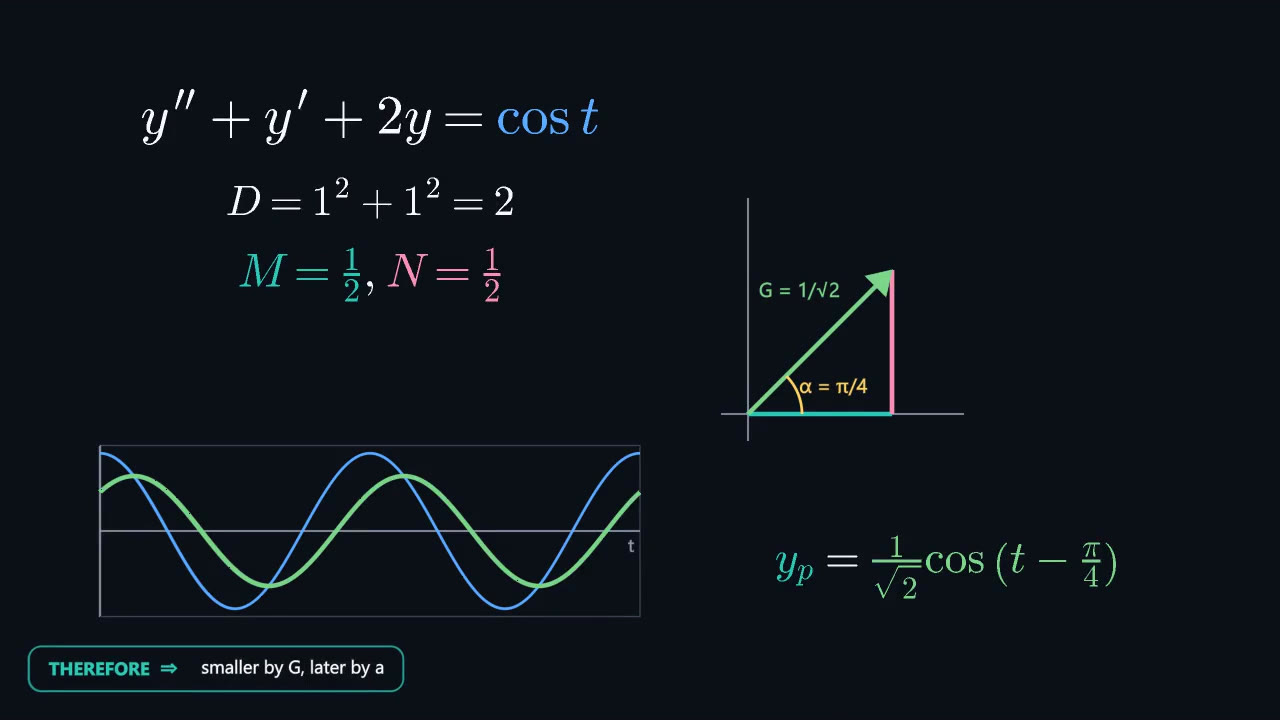 y″ + y′ + 2y = cos t
D = 1² + 1² = 2
M = 1/2, N = 1/2
G = 1/√2
α = π/4
t
y_p = 1/√2 cos (t − π/4)
THEREFORE ⇒ smaller by G, later by a